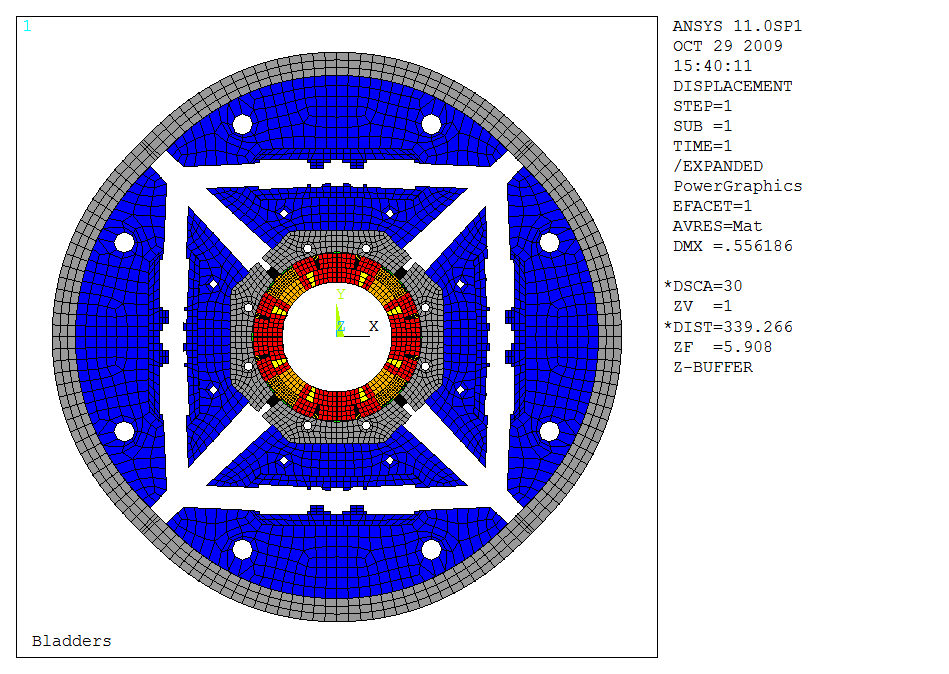 1
ANSYS 11.0SP1
OCT 29 2009
15:40:11
DISPLACEMENT
STEP=1
SUB =1
TIME=1
/EXPANDED
PowerGraphics
EFACET=1
AVRES=Mat
DMX =.556186
*DSCA=30
ZV =1
*DIST=339.266
ZF =5.908
Z-BUFFER
Y
Z X
Bladders